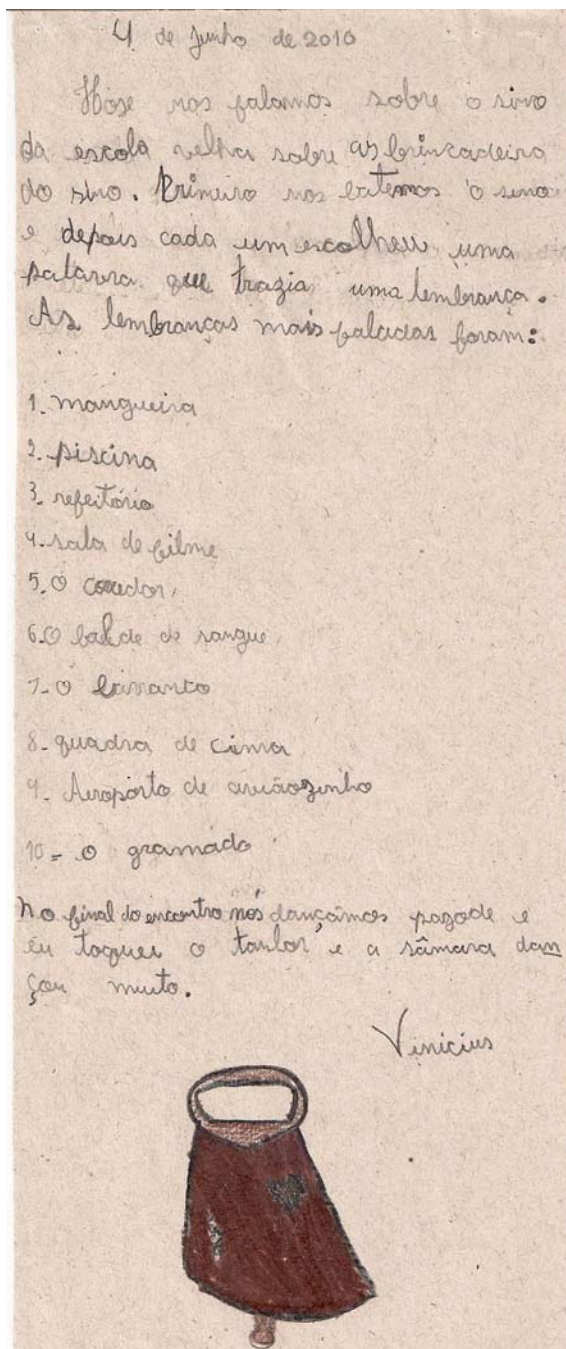 4 de Junho de 2010
Hose nos falamos sobre o sino
da escola velha sobre as brincadeira
do sino. Primeiro nos batemos o sino
e depois cada um escolheu uma
palavra que trazia uma lembrança.
As lembranças mais faladas foram:
1. mangueira
2. piscina
3. refeitório
4. sala de filme
5. O corredor
6. O balde de sangue
7. O barranco
8. quadra de cima
9. Aeroporto de aviãozinho
10= o gramado
No final do encontro nós dançamos pagode e
eu toquei o tanbor e a sâmara dan
çou muito.
Vinicius